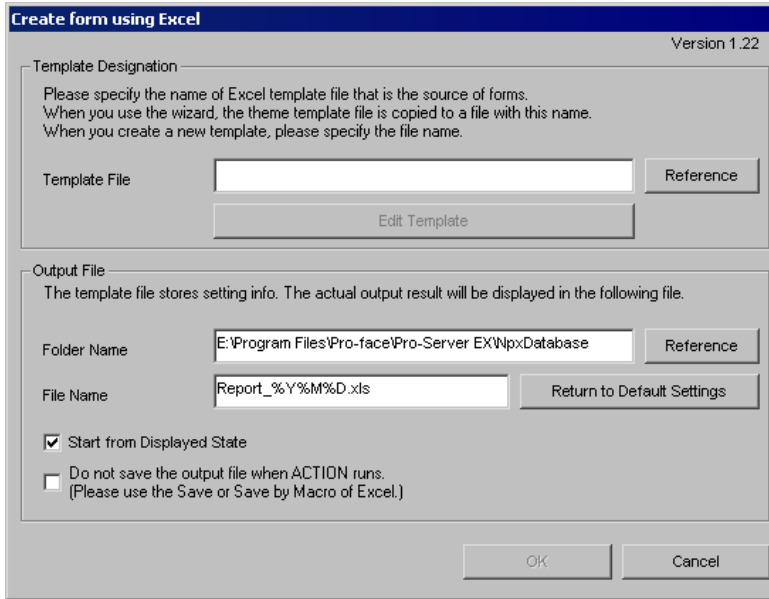 Create form using Excel
Version 1.22
Template Designation
Please specify the name of Excel template file that is the source of forms.
When you use the wizard, the theme template file is copied to a file with this name.
When you create a new template, please specify the file name.
Template File
Reference
Edit Template
Output File
The template file stores setting info. The actual output result will be displayed in the following file.
Folder Name
E:\Program Files\Pro-face\Pro-Server EX\NpxDatabase
Reference
File Name
Report_%Y%M%D.xls
Return to Default Settings
Start from Displayed State
Do not save the output file when ACTION runs.
(Please use the Save or Save by Macro of Excel.)
OK
Cancel